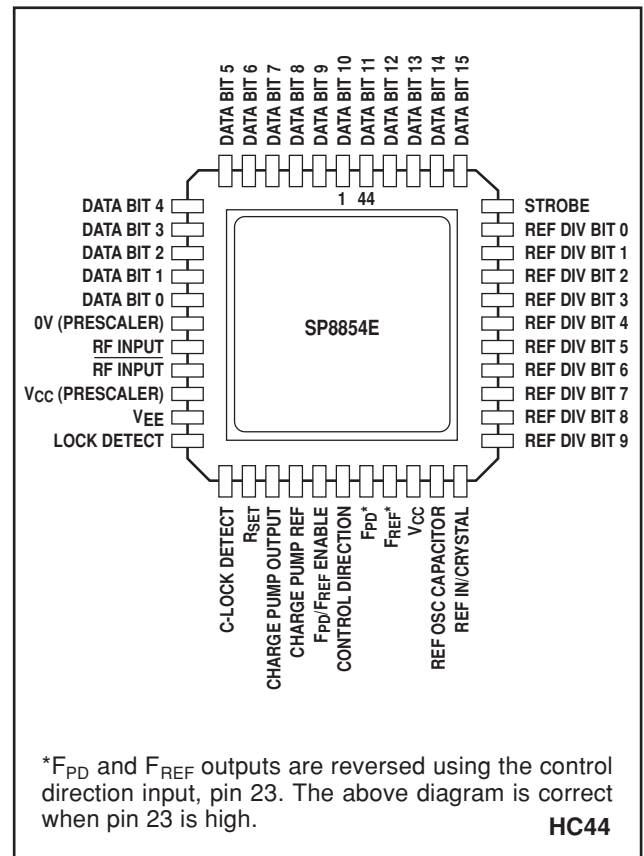 DATA BIT 5
DATA BIT 6
DATA BIT 7
DATA BIT 8
DATA BIT 9
DATA BIT 10
DATA BIT 11
DATA BIT 12
DATA BIT 13
DATA BIT 14
DATA BIT 15
1 44
DATA BIT 4
DATA BIT 3
DATA BIT 2
DATA BIT 1
DATA BIT 0
0V (PRESCALER)
RF INPUT
RF INPUT
VCC (PRESCALER)
VEE
LOCK DETECT
SP8854E
STROBE
REF DIV BIT 0
REF DIV BIT 1
REF DIV BIT 2
REF DIV BIT 3
REF DIV BIT 4
REF DIV BIT 5
REF DIV BIT 6
REF DIV BIT 7
REF DIV BIT 8
REF DIV BIT 9
C-LOCK DETECT
RSET
CHARGE PUMP OUTPUT
CHARGE PUMP REF
FPD/FREF ENABLE
CONTROL DIRECTION
FPD*
FREF*
VCC
REF OSC CAPACITOR
REF IN/CRYSTAL
*FPD and FREF outputs are reversed using the control
direction input, pin 23. The above diagram is correct
when pin 23 is high.
HC44